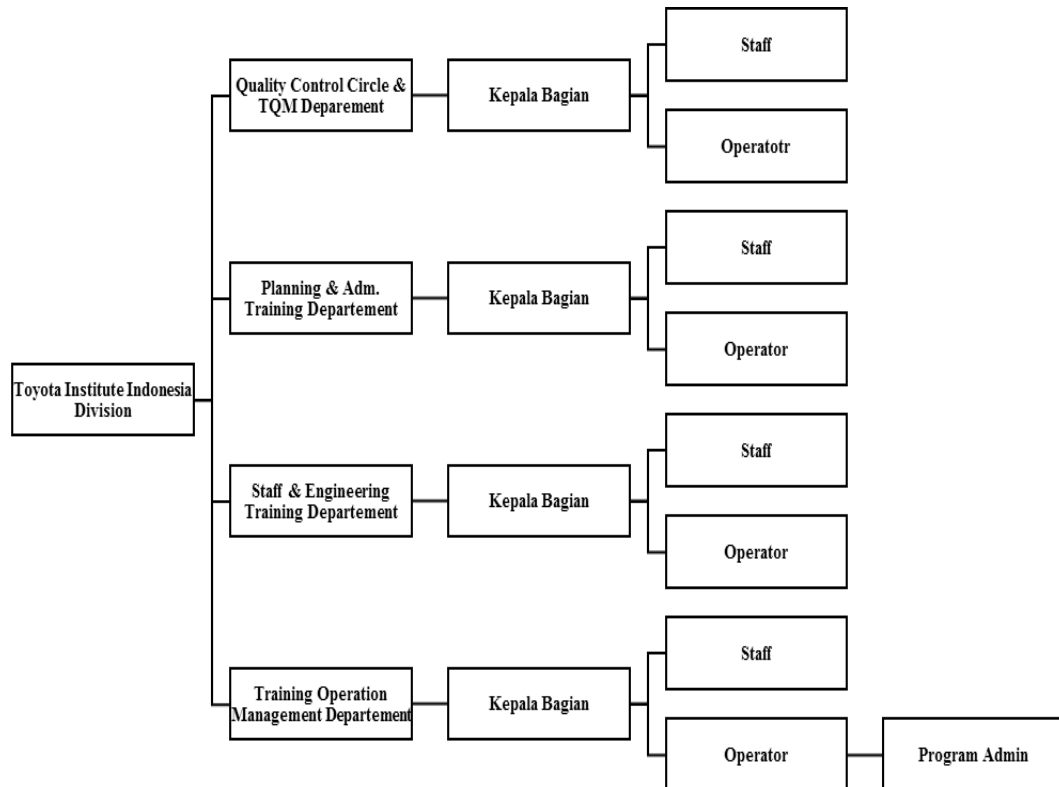 Staff
Quality Control Circle &
TQM Deparement
Kepala Bagian
Operatotr
Staff
Planning & Adm.
Training Departement
Kepala Bagian
Operator
Toyota Institute Indonesia
Division
Staff
Staff & Engineering
Training Departement
Kepala Bagian
Operator
Staff
Training Operation
Management Departement
Kepala Bagian
Operator
Program Admin